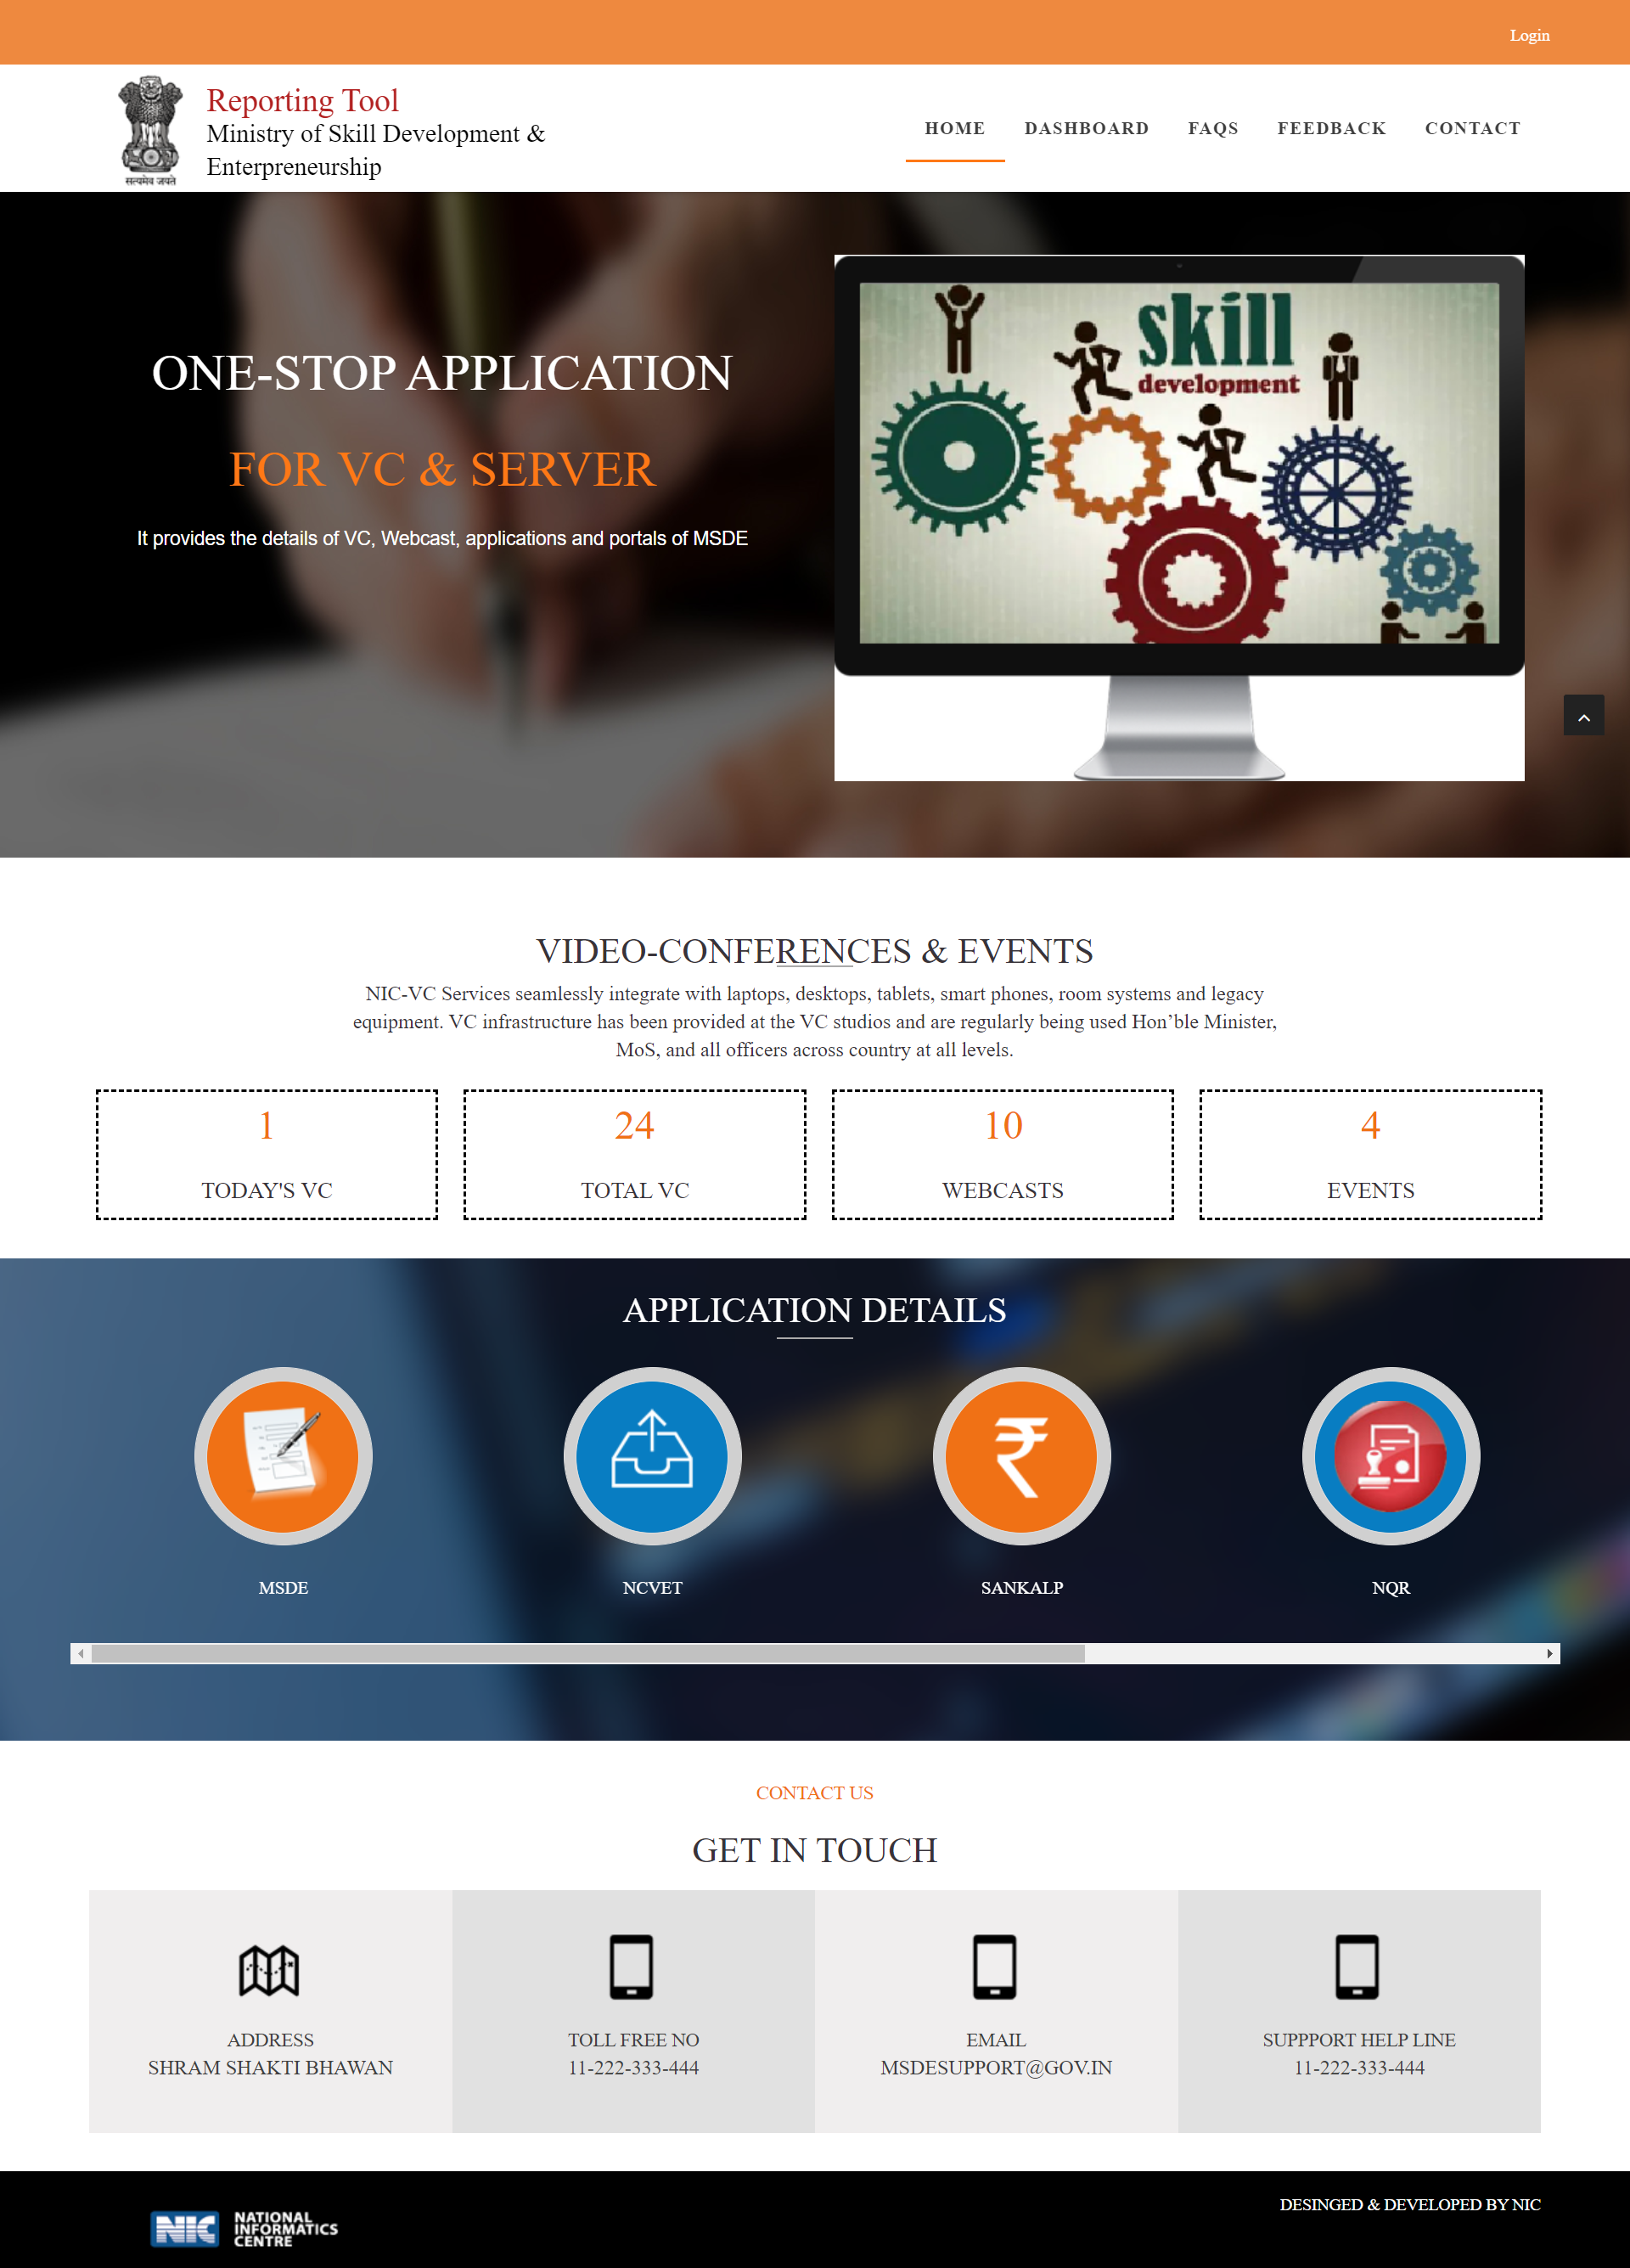 Login
Reporting Tool
Ministry of Skill Development &
Enterpreneurship
सत्यमेव जयते
HOME
DASHBOARD
FAQS
FEEDBACK
CONTACT
ONE-STOP APPLICATION
FOR VC & SERVER
It provides the details of VC, Webcast, applications and portals of MSDE
skill
development
VIDEO-CONFERENCES & EVENTS
NIC-VC Services seamlessly integrate with laptops, desktops, tablets, smart phones, room systems and legacy
equipment. VC infrastructure has been provided at the VC studios and are regularly being used Hon’ble Minister,
MoS, and all officers across country at all levels.
1
TODAY'S VC
24
TOTAL VC
10
WEBCASTS
4
EVENTS
APPLICATION DETAILS
₹
MSDE
NCVET
SANKALP
NQR
CONTACT US
GET IN TOUCH
ADDRESS
SHRAM SHAKTI BHAWAN
TOLL FREE NO
11-222-333-444
EMAIL
MSDESUPPORT@GOV.IN
SUPPPORT HELP LINE
11-222-333-444
NIC
NATIONAL
INFORMATICS
CENTRE
DESINGED & DEVELOPED BY NIC